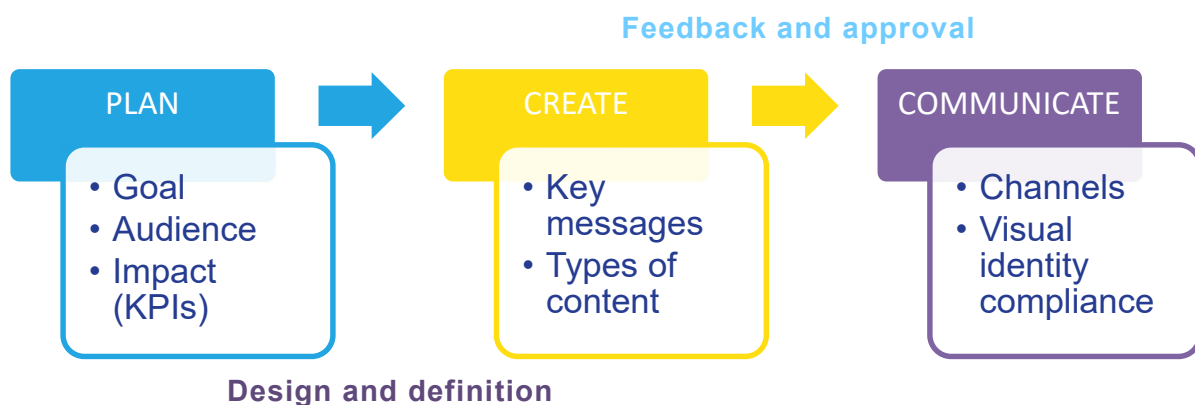 Feedback and approval
PLAN
• Goal
• Audience
• Impact
(KPIs)
CREATE
• Key
messages
• Types of
content
COMMUNICATE
• Channels
• Visual
identity
compliance
Design and definition